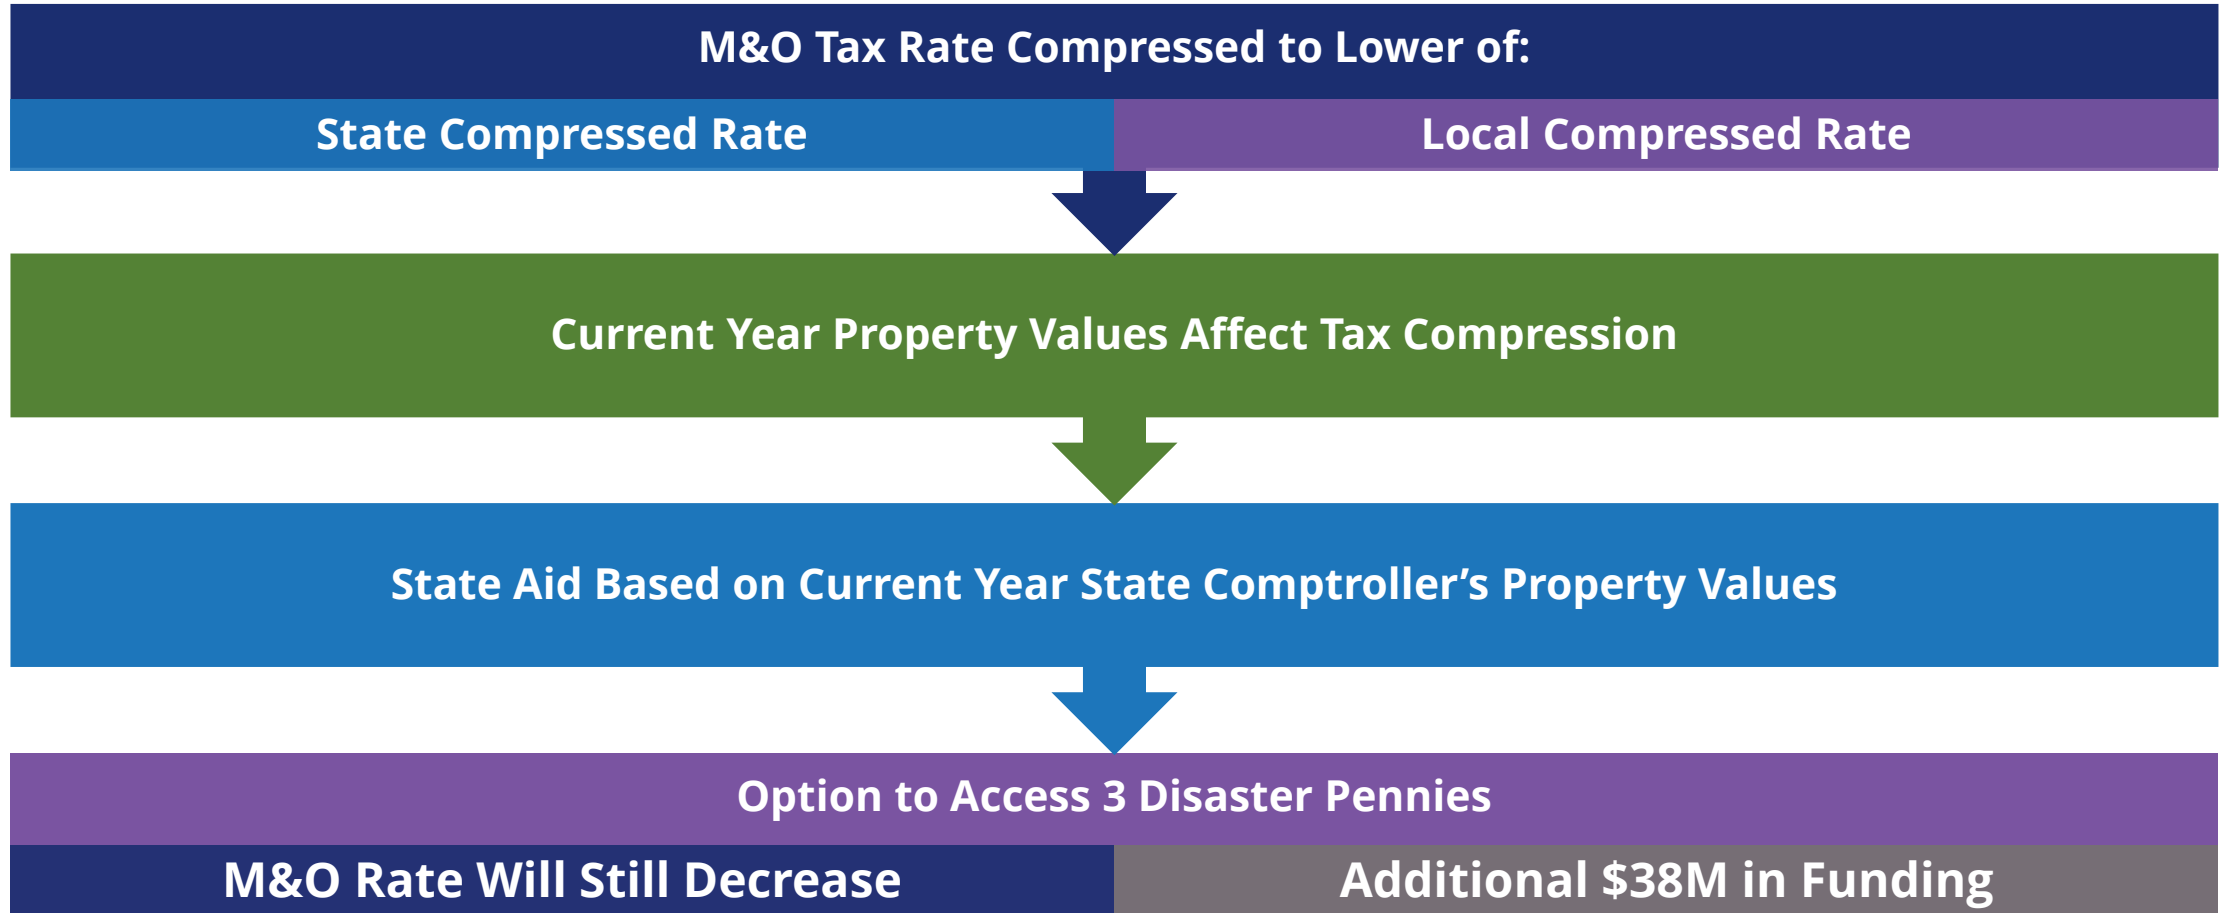 M&O Tax Rate Compressed to Lower of:
State Compressed Rate
Local Compressed Rate
Current Year Property Values Affect Tax Compression
State Aid Based on Current Year State Comptroller’s Property Values
Option to Access 3 Disaster Pennies
M&O Rate Will Still Decrease
Additional $38M in Funding